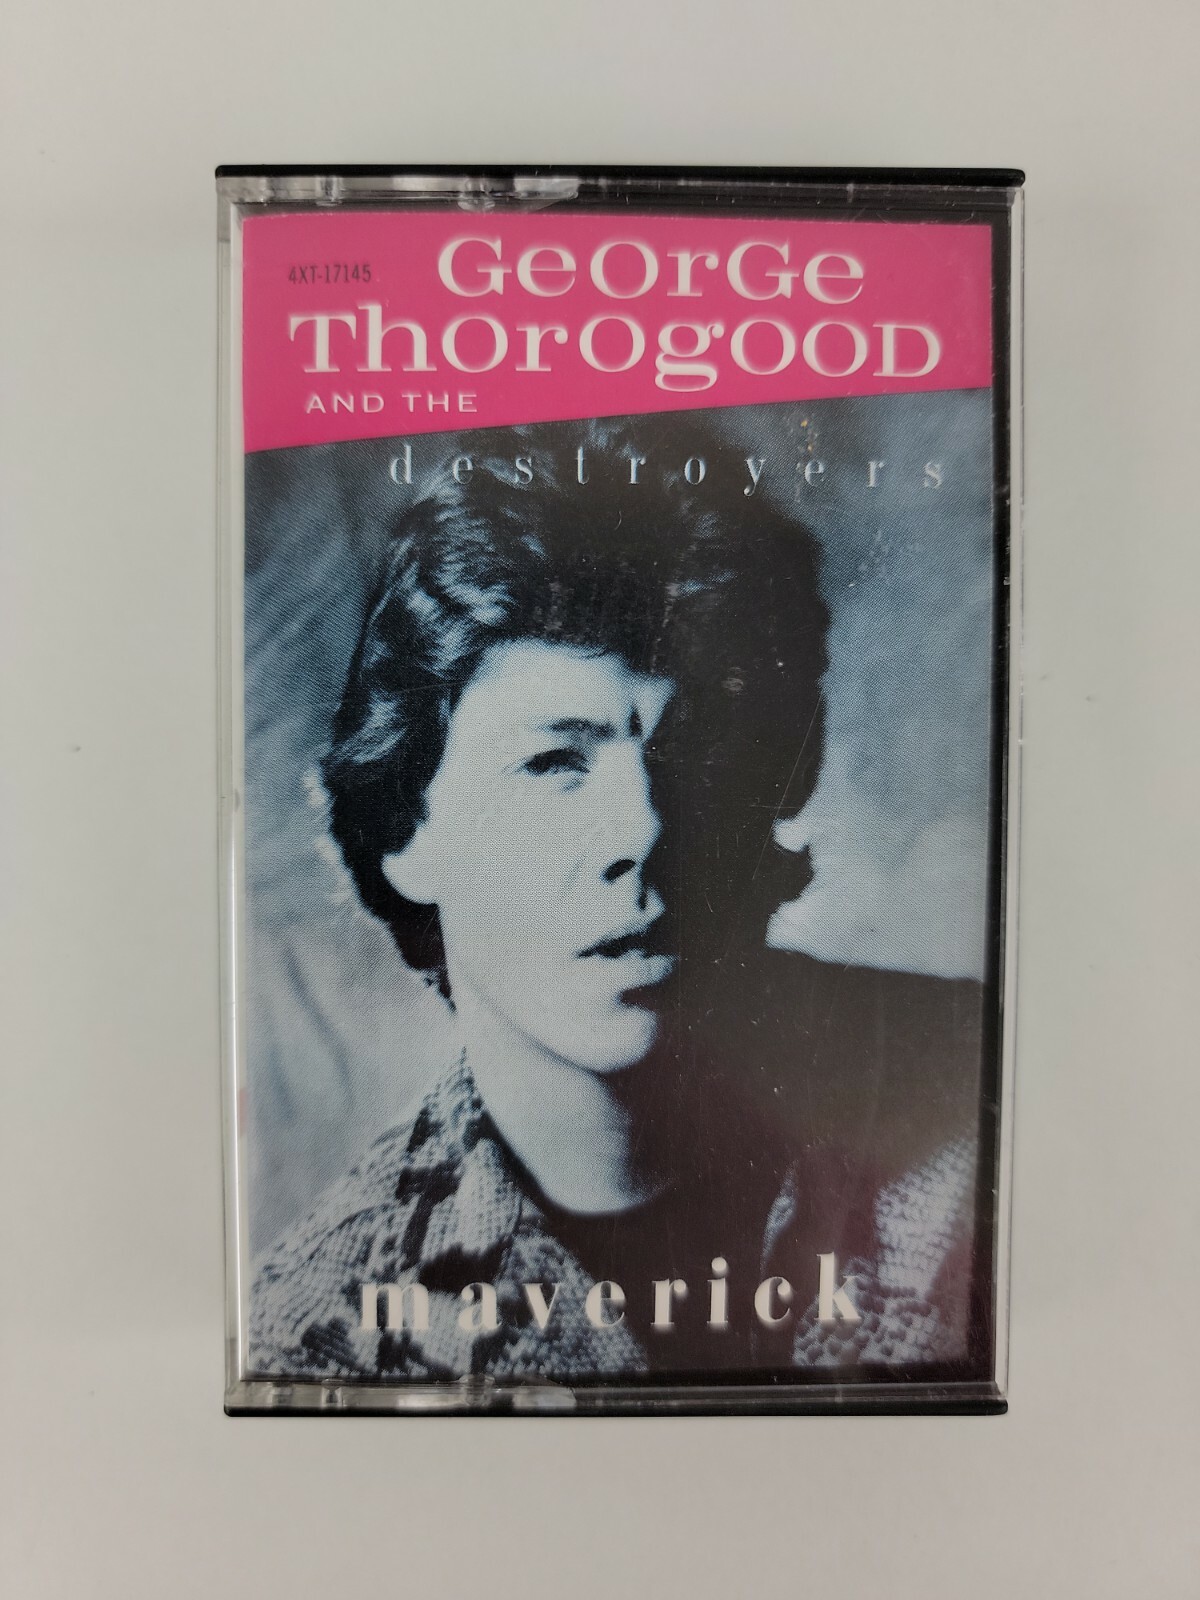 4XT-17145
GeOrGe
ThOrOgOOD
AND THE
destroyers
maverick